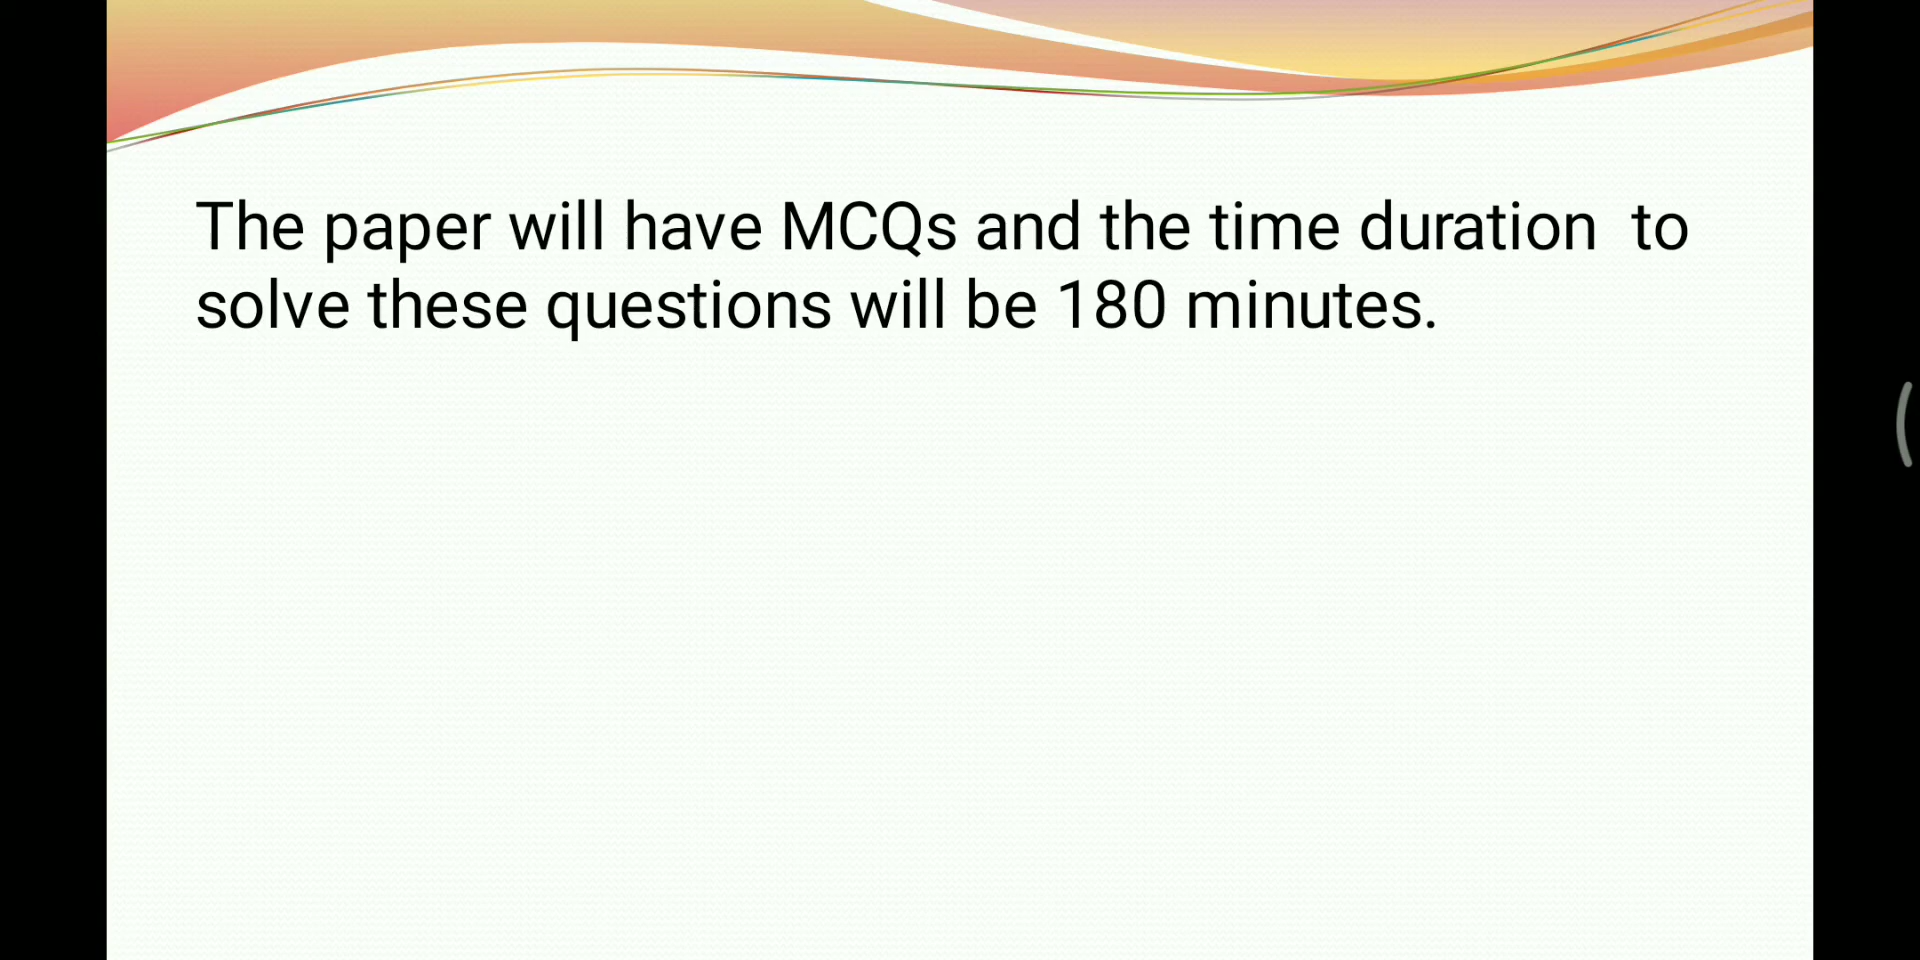 The paper will have MCQs and the time duration  to
solve these questions will be 180 minutes.